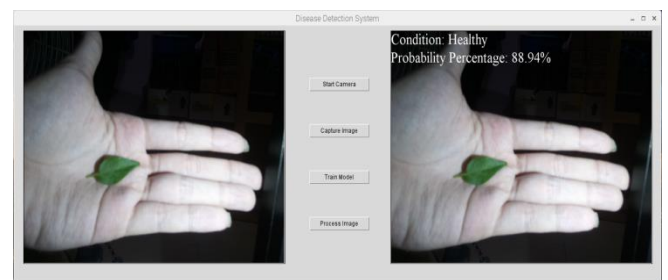 Disease Detection System
Condition: Healthy
Probability Percentage: 88.94%
Start Camera
Capture Image
Train Model
Process Image